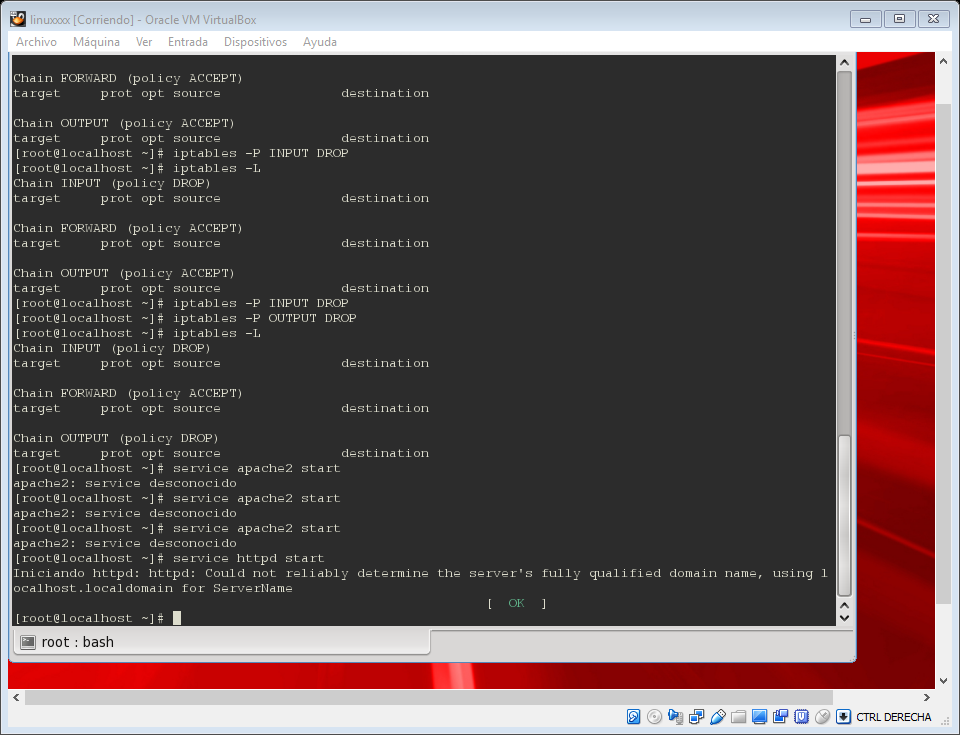 linuxxxx [Corriendo] - Oracle VM VirtualBox
Archivo Máquina Ver Entrada Dispositivos Ayuda
Chain FORWARD (policy ACCEPT)
target     prot opt source               destination
Chain OUTPUT (policy ACCEPT)
target     prot opt source               destination
[root@localhost ~]# iptables -P INPUT DROP
[root@localhost ~]# iptables -L
Chain INPUT (policy DROP)
target     prot opt source               destination
Chain FORWARD (policy ACCEPT)
target     prot opt source               destination
Chain OUTPUT (policy ACCEPT)
target     prot opt source               destination
[root@localhost ~]# iptables -P INPUT DROP
[root@localhost ~]# iptables -P OUTPUT DROP
[root@localhost ~]# iptables -L
Chain INPUT (policy DROP)
target     prot opt source               destination
Chain FORWARD (policy ACCEPT)
target     prot opt source               destination
Chain OUTPUT (policy DROP)
target     prot opt source               destination
[root@localhost ~]# service apache2 start
apache2: service desconocido
[root@localhost ~]# service apache2 start
apache2: service desconocido
[root@localhost ~]# service apache2 start
apache2: service desconocido
[root@localhost ~]# service httpd start
Iniciando httpd: httpd: Could not reliably determine the server's fully qualified domain name, using l
ocalhost.localdomain for ServerName
[  OK  ]
[root@localhost ~]#
root : bash
CTRL DERECHA